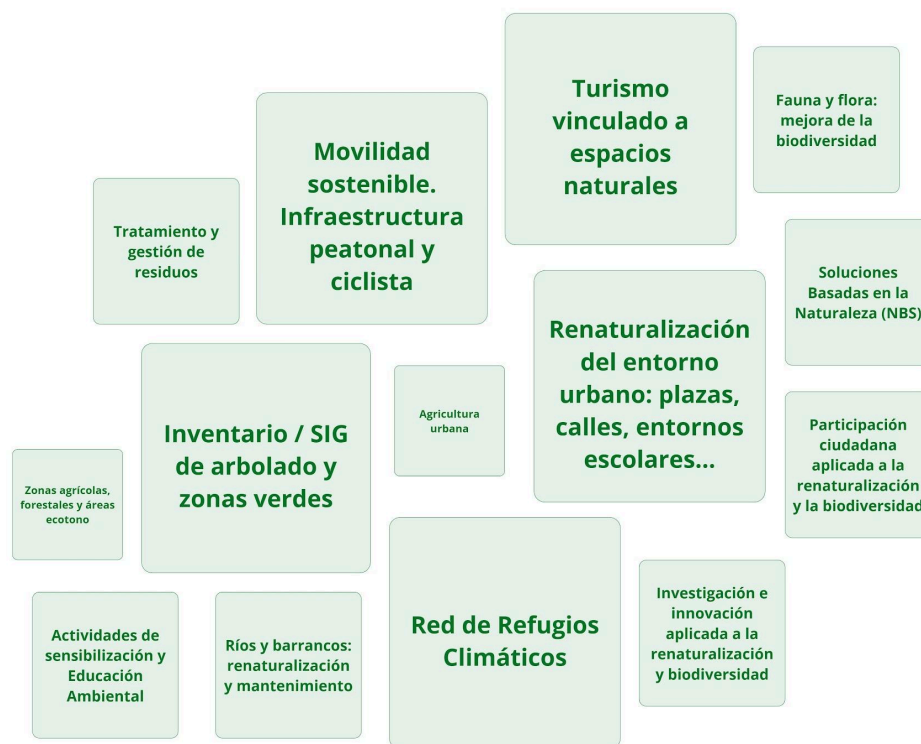 Turismo
vinculado a
espacios
naturales
Fauna y flora:
mejora de la
biodiversidad
Movilidad
sostenible.
Infraestructura
peatonal y
ciclista
Tratamiento y
gestión de
residuos
Soluciones
Basadas en la
Naturaleza (NBS)
Renaturalización
del entorno
urbano: plazas,
calles, entornos
escolares...
Inventario / SIG
de arbolado y
zonas verdes
Agricultura
urbana
Participación
ciudadana
aplicada a la
renaturalización
y la biodiversidad
Zonas agrícolas,
forestales y áreas
ecotono
Red de Refugios
Climáticos
Investigación e
innovación
aplicada a la
renaturalización
y biodiversidad
Actividades de
sensibilización y
Educación
Ambiental
Ríos y barrancos:
renaturalización
y mantenimiento